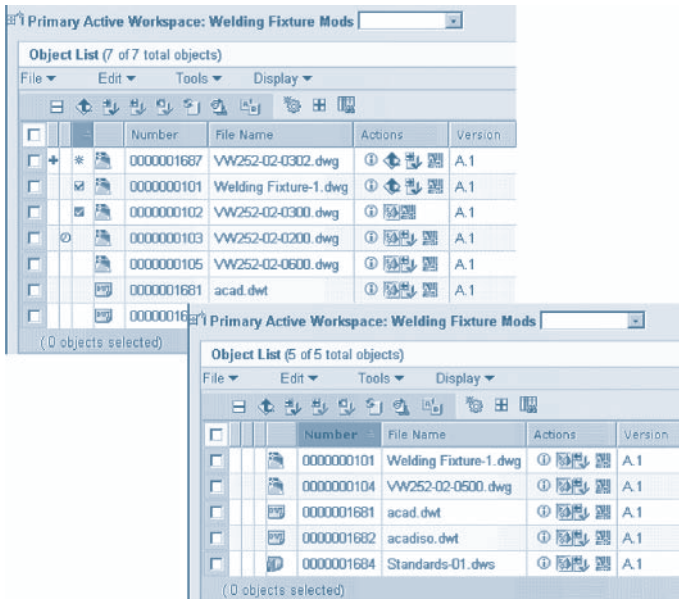 Primary Active Workspace: Welding Fixture Mods
Object List (7 of 7 total objects)
File Edit Tools Display
Number File Name Actions Version
0000001687 VW252-02-0302.dwg A.1
0000000101 Welding Fixture-1.dwg A.1
0000000102 VW252-02-0300.dwg A.1
0000000103 VW252-02-0200.dwg A.1
0000000105 VW252-02-0600.dwg A.1
0000001681 acad.dwt A.1
(0 objects selected)
Primary Active Workspace: Welding Fixture Mods
Object List (5 of 5 total objects)
File Edit Tools Display
Number File Name Actions Version
0000000101 Welding Fixture-1.dwg A.1
0000000104 VW252-02-0500.dwg A.1
0000001681 acad.dwt A.1
0000001682 acadiso.dwt A.1
0000001684 Standards-01.dws A.1
(0 objects selected)